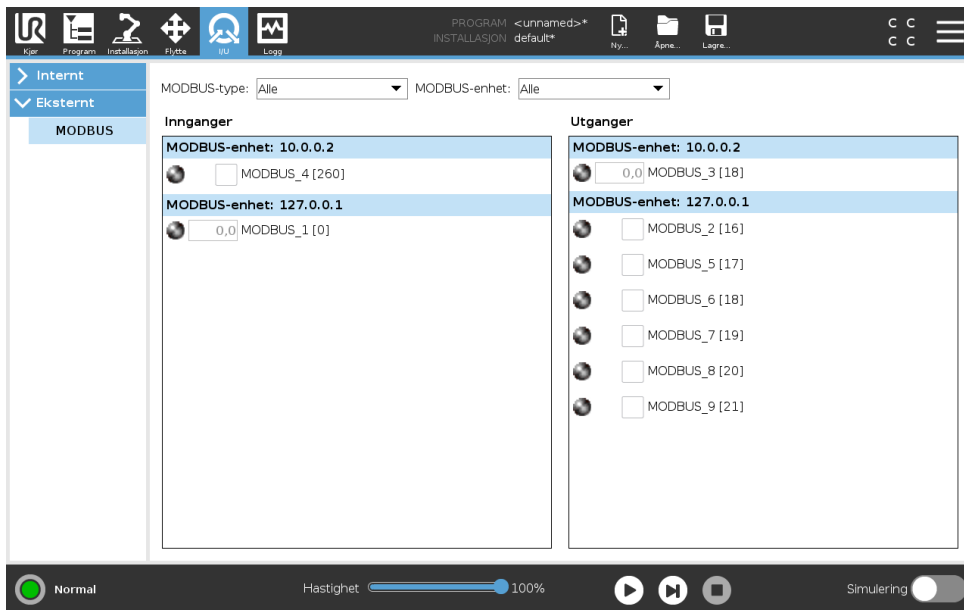 UR
Kjør
Program
Installasjon
Flytte
I/U
Logg
PROGRAM <unnamed>*
INSTALLASJON default*
Ny...
Åpne...
Lagre...
C C
C C
Internt
Eksternt
MODBUS
MODBUS-type: Alle MODBUS-enhet: Alle
Innganger
MODBUS-enhet: 10.0.0.2
MODBUS_4 [260]
MODBUS-enhet: 127.0.0.1
0,0 MODBUS_1 [0]
Utganger
MODBUS-enhet: 10.0.0.2
0,0 MODBUS_3 [18]
MODBUS-enhet: 127.0.0.1
MODBUS_2 [16]
MODBUS_5 [17]
MODBUS_6 [18]
MODBUS_7 [19]
MODBUS_8 [20]
MODBUS_9 [21]
Normal
Hastighet 100%
Simulering